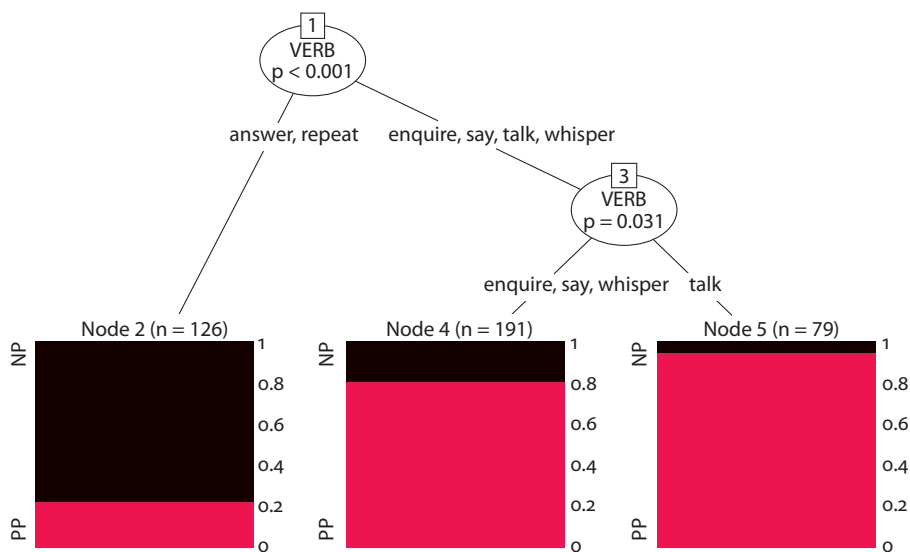 1
VERB
p < 0.001
answer, repeat
enquire, say, talk, whisper
3
VERB
p = 0.031
enquire, say, whisper
talk
Node 2 (n = 126)
NP
PP
1
0.8
0.6
0.4
0.2
0
Node 4 (n = 191)
NP
PP
1
0.8
0.6
0.4
0.2
0
Node 5 (n = 79)
NP
PP
1
0.8
0.6
0.4
0.2
0